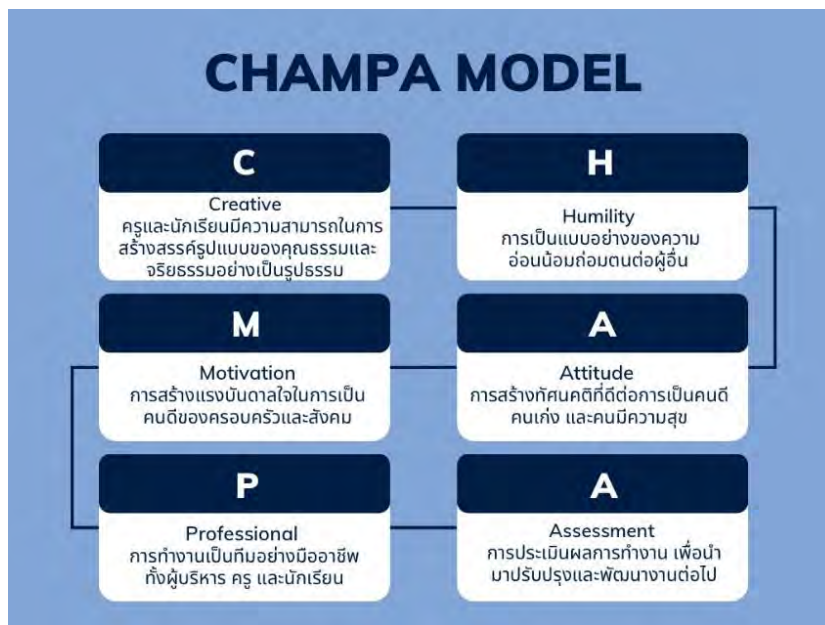 CHAMPA MODEL
C
Creative
ครูและนักเรียนมีความสามารถในการ
สร้างสรรค์รูปแบบของคุณธรรมและ
จริยธรรมอย่างเป็นรูปธรรม
H
Humility
การเป็นแบบอย่างของความ
อ่อนน้อมถ่อมตนต่อผู้อื่น
A
Attitude
การสร้างทัศนคติที่ดีต่อการเป็นคนดี
คนเก่ง และคนมีความสุข
M
Motivation
การสร้างแรงบันดาลใจในการเป็น
คนดีของครอบครัวและสังคม
P
Professional
การทำงานเป็นทีมอย่างมืออาชีพ
ทั้งผู้บริหาร ครู และนักเรียน
A
Assessment
การประเมินผลการทำงาน เพื่อนำ
มาปรับปรุงและพัฒนางานต่อไป